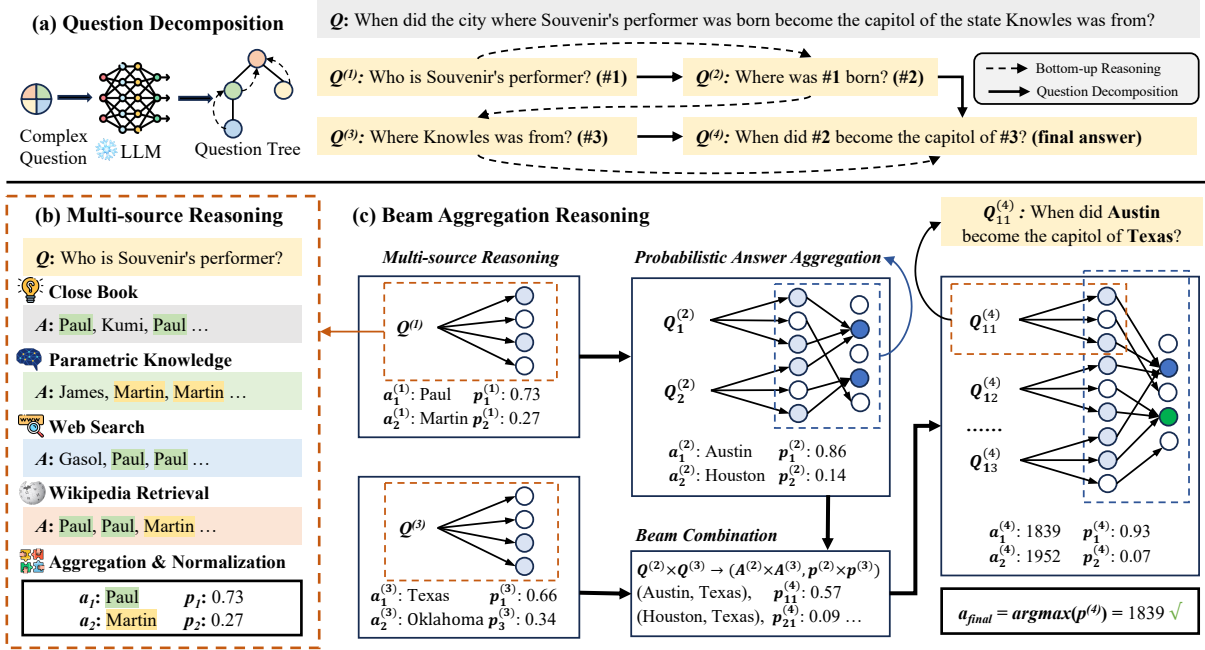 (a) Question Decomposition
Complex Question
LLM
Question Tree
Q: When did the city where Souvenir's performer was born become the capitol of the state Knowles was from?
Q⁽¹⁾: Who is Souvenir's performer? (#1)
Q⁽²⁾: Where was #1 born? (#2)
Q⁽³⁾: Where Knowles was from? (#3)
Q⁽⁴⁾: When did #2 become the capitol of #3? (final answer)
Bottom-up Reasoning
Question Decomposition
(b) Multi-source Reasoning
Q: Who is Souvenir's performer?
Close Book
A: Paul, Kumi, Paul …
Parametric Knowledge
A: James, Martin, Martin …
WWW
Web Search
A: Gasol, Paul, Paul …
Wikipedia Retrieval
A: Paul, Paul, Martin …
Aggregation & Normalization
a₁: Paul p₁: 0.73
a₂: Martin p₂: 0.27
(c) Beam Aggregation Reasoning
Multi-source Reasoning
Q⁽¹⁾
a₁⁽¹⁾: Paul p₁⁽¹⁾: 0.73
a₂⁽¹⁾: Martin p₂⁽¹⁾: 0.27
Q⁽³⁾
a₁⁽³⁾: Texas p₁⁽³⁾: 0.66
a₂⁽³⁾: Oklahoma p₃⁽³⁾: 0.34
Probabilistic Answer Aggregation
Q₁⁽²⁾
Q₂⁽²⁾
a₁⁽²⁾: Austin p₁⁽²⁾: 0.86
a₂⁽²⁾: Houston p₂⁽²⁾: 0.14
Beam Combination
Q⁽²⁾×Q⁽³⁾ → (A⁽²⁾×A⁽³⁾, p⁽²⁾×p⁽³⁾)
(Austin, Texas), p₁₁⁽⁴⁾: 0.57
(Houston, Texas), p₂₁⁽⁴⁾: 0.09 …
Q₁₁⁽⁴⁾: When did Austin
become the capitol of Texas?
Q₁₁⁽⁴⁾
Q₁₂⁽⁴⁾
……
Q₁₃⁽⁴⁾
a₁⁽⁴⁾: 1839 p₁⁽⁴⁾: 0.93
a₂⁽⁴⁾: 1952 p₂⁽⁴⁾: 0.07
a_final = argmax(p⁽⁴⁾) = 1839 √